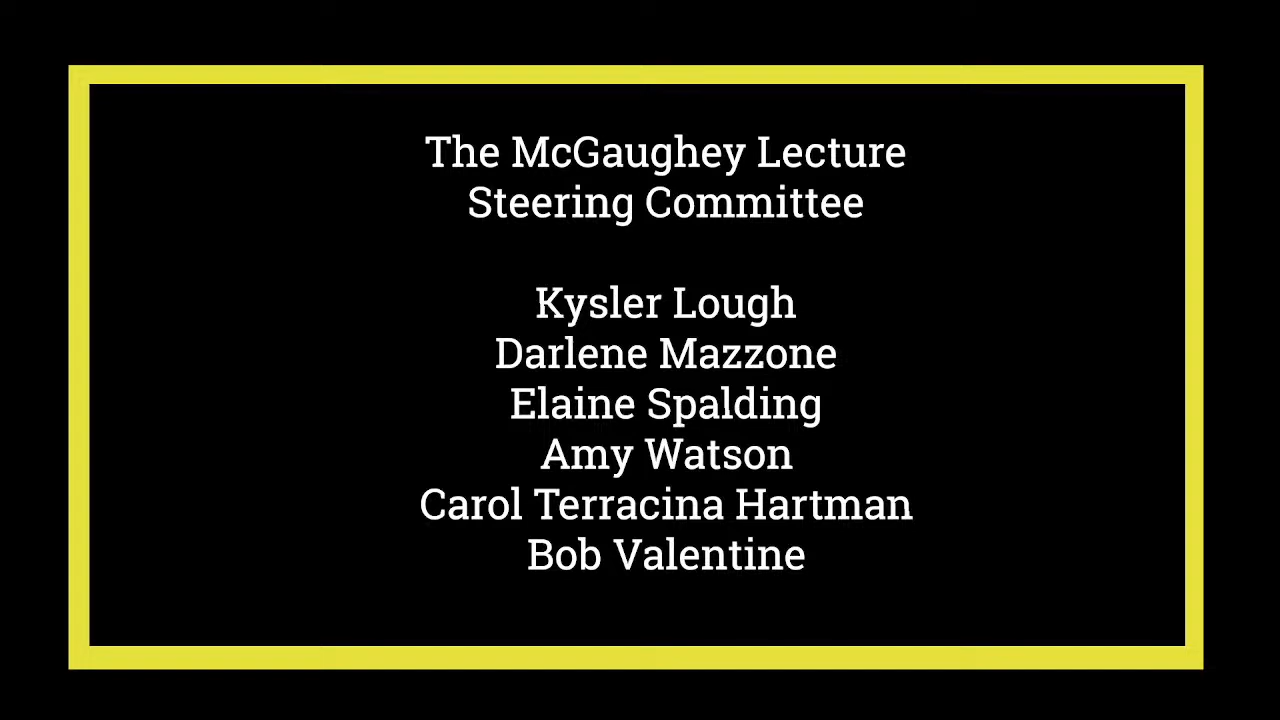 The McGaughey Lecture
Steering Committee
Kysler Lough
Darlene Mazzone
Elaine Spalding
Amy Watson
Carol Terracina Hartman
Bob Valentine